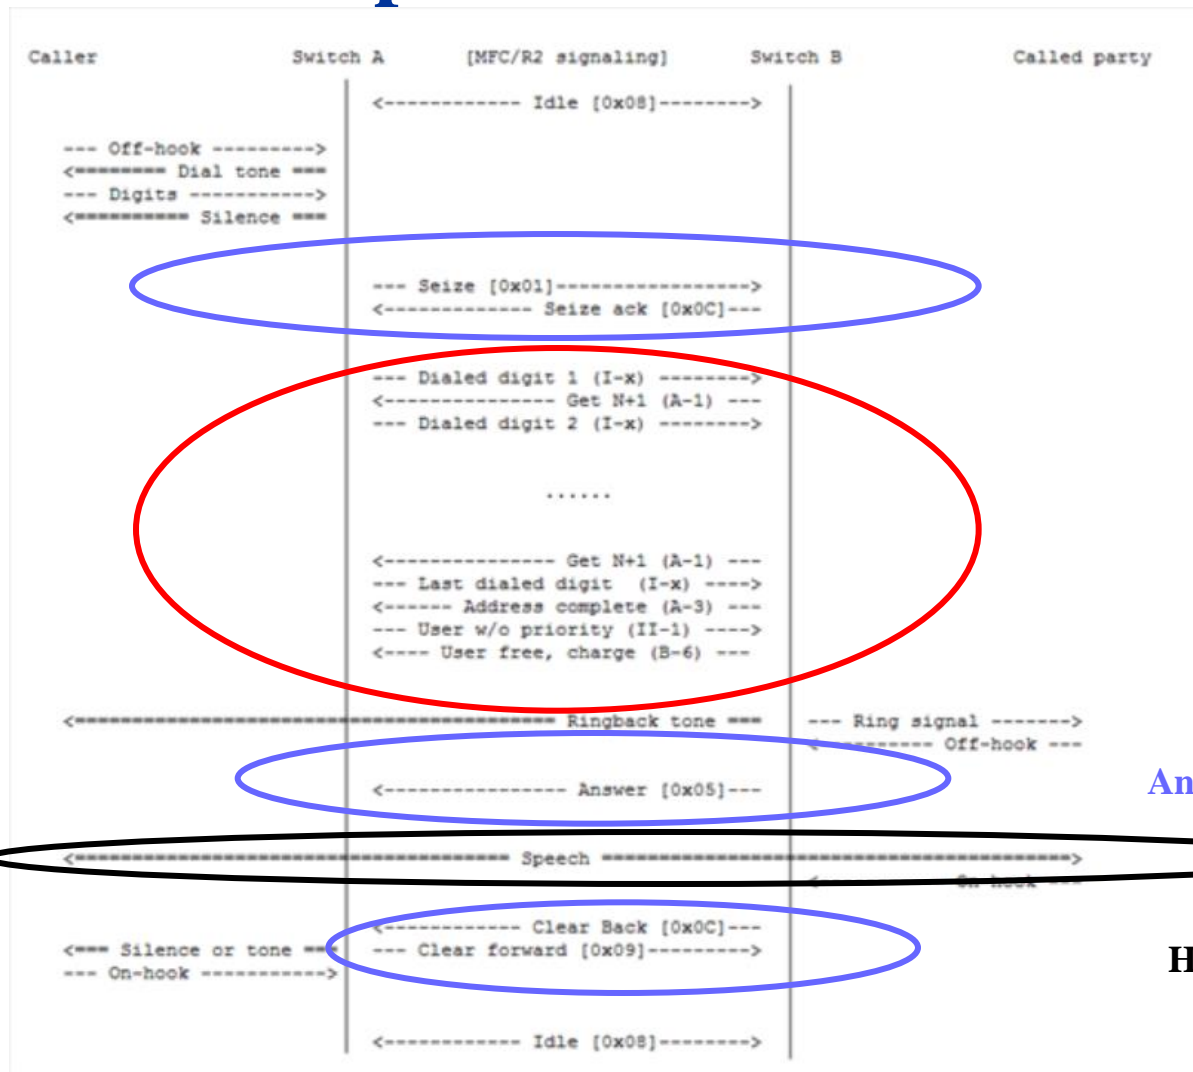 Caller Switch A [MFC/R2 signaling] Switch B Called party
<------------ Idle [0x08]-------->
--- Off-hook --------->
<======== Dial tone ===
--- Digits ----------->
<========== Silence ===
--- Seize [0x01]----------------->
<------------- Seize ack [0x0C]---
--- Dialed digit 1 (I-x) -------->
<--------------- Get N+1 (A-1) ---
--- Dialed digit 2 (I-x) -------->
......
<--------------- Get N+1 (A-1) ---
--- Last dialed digit (I-x) ---->
<------ Address complete (A-3) ---
--- User w/o priority (II-1) ---->
<---- User free, charge (B-6) ---
<========================================== Ringback tone === --- Ring signal ------->
<---------- Off-hook ---
<---------------- Answer [0x05]---
An
<====================================== Speech =========================================>
<------------ On-hook ---
<------------ Clear Back [0x0C]---
<=== Silence or tone === --- Clear forward [0x09]--------->
H
--- On-hook ----------->
<------------ Idle [0x08]-------->